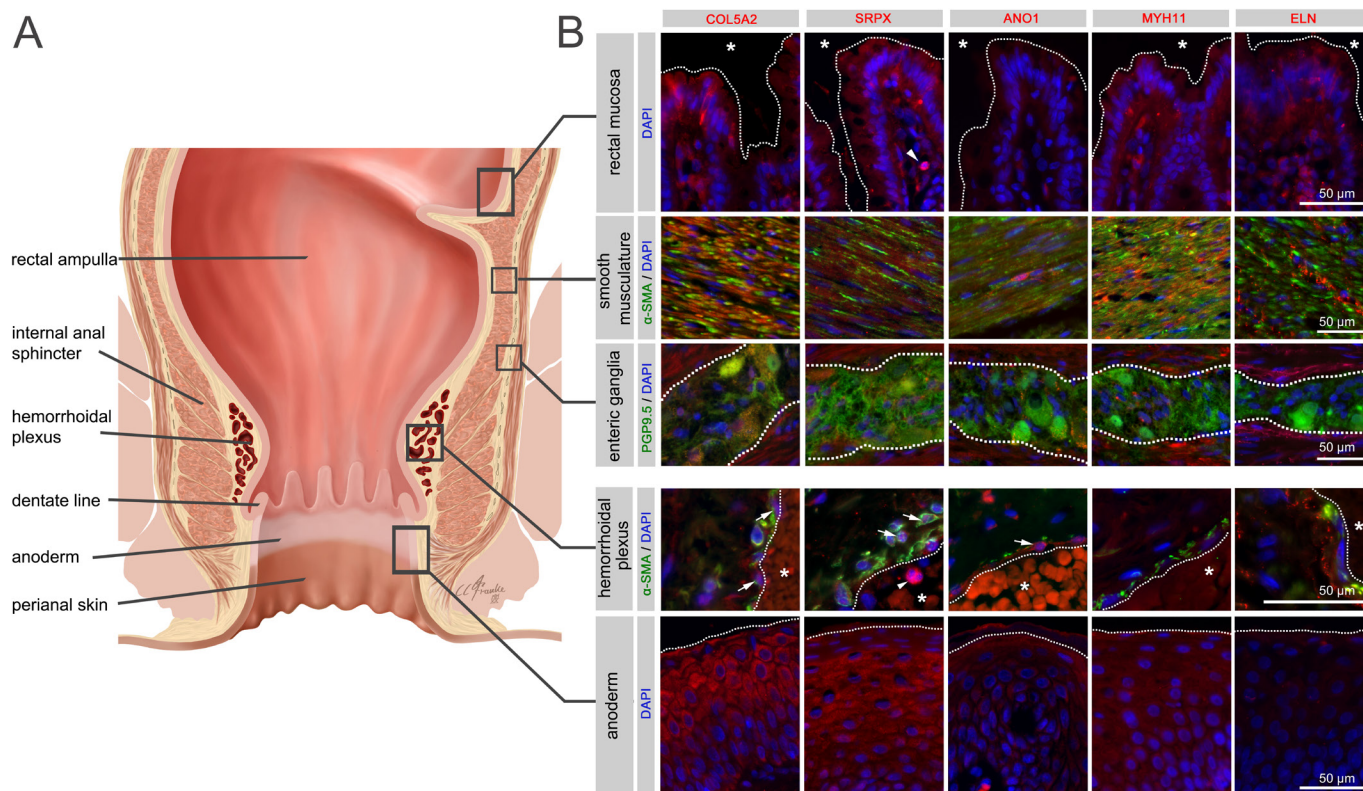 A
rectal ampulla
internal anal
sphincter
hemorrhoidal
plexus
dentate line
anoderm
perianal skin
B
COL5A2
SRPX
ANO1
MYH11
ELN
rectal mucosa
DAPI
*
*
*
*
*
50 µm
smooth
musculature
α-SMA / DAPI
50 µm
enteric ganglia
PGP9.5 / DAPI
50 µm
hemorrhoidal
plexus
α-SMA / DAPI
*
*
*
*
*
50 µm
anoderm
DAPI
50 µm